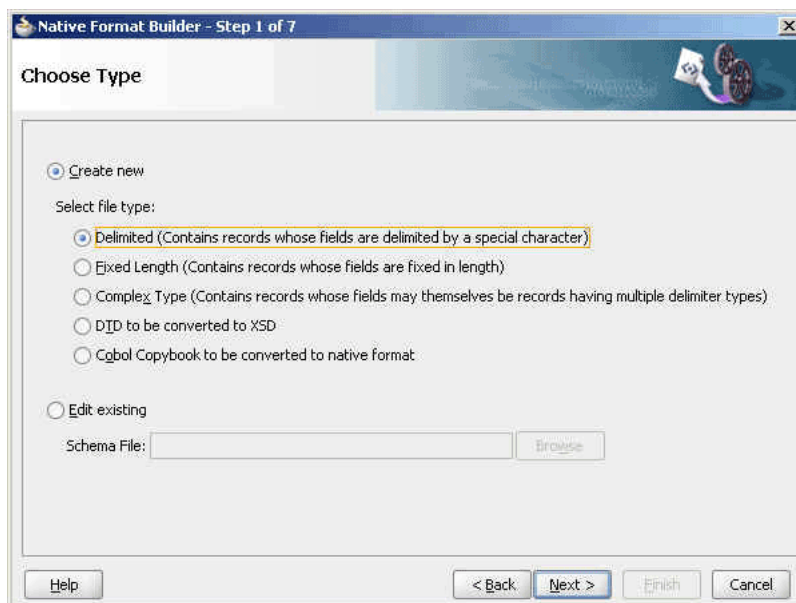 Native Format Builder - Step 1 of 7
Choose Type
Create new
Select file type:
Delimited (Contains records whose fields are delimited by a special character)
Fixed Length (Contains records whose fields are fixed in length)
Complex Type (Contains records whose fields may themselves be records having multiple delimiter types)
DTD to be converted to XSD
Cobol Copybook to be converted to native format
Edit existing
Schema File: Browse
Help < Back Next > Finish Cancel